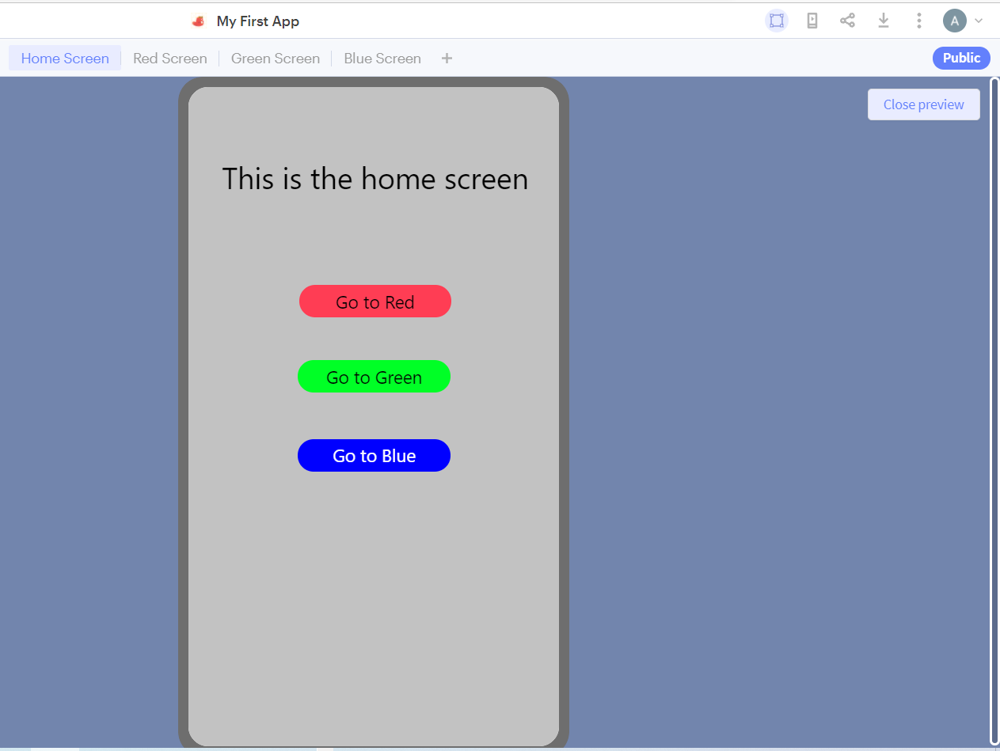 My First App
A
Home Screen Red Screen Green Screen Blue Screen +
Public
Close preview
This is the home screen
Go to Red
Go to Green
Go to Blue